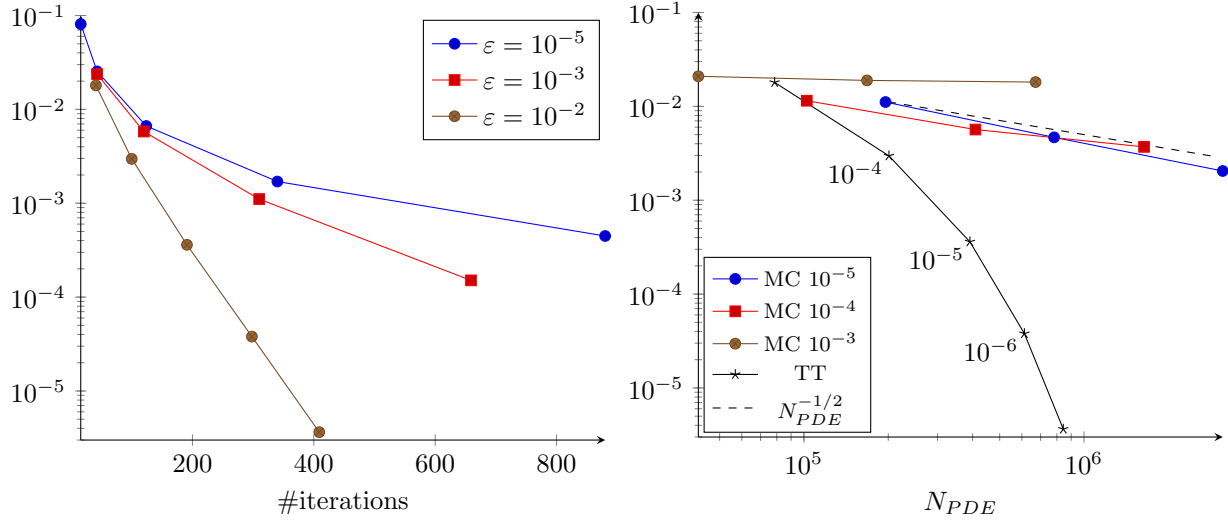 10^{-1}
10^{-2}
10^{-3}
10^{-4}
10^{-5}
200 400 600 800
#iterations
ε = 10^{-5}
ε = 10^{-3}
ε = 10^{-2}
10^{-1}
10^{-2}
10^{-3}
10^{-4}
10^{-5}
10^{-4}
10^{-5}
10^{-6}
MC 10^{-5}
MC 10^{-4}
MC 10^{-3}
TT
N_{PDE}^{-1/2}
10^5 10^6
N_{PDE}